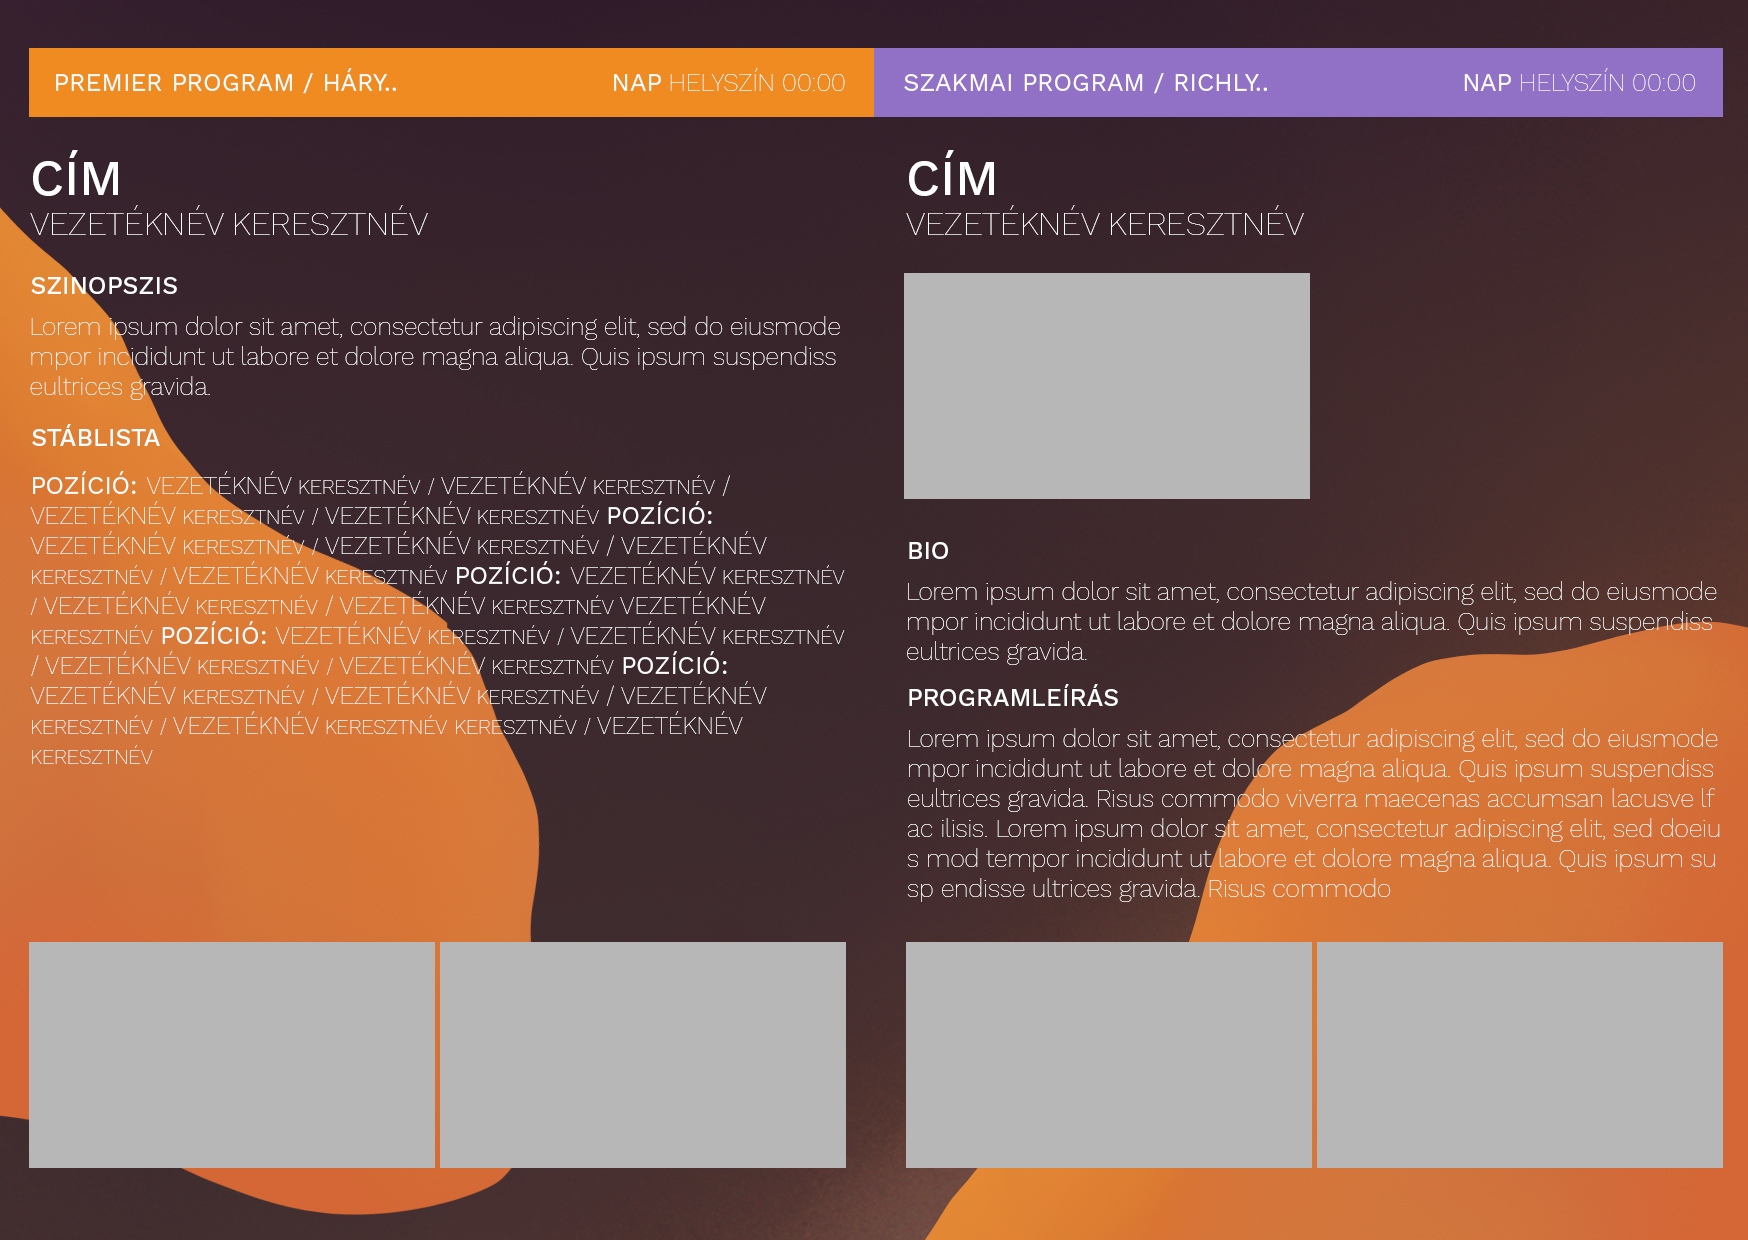 PREMIER PROGRAM / HÁRY.. NAP HELYSZÍN 00:00
CÍM
VEZETÉKNÉV KERESZTNÉV
SZINOPSZIS
Lorem ipsum dolor sit amet, consectetur adipiscing elit, sed do eiusmode
mpor incididunt ut labore et dolore magna aliqua. Quis ipsum suspendiss
eultrices gravida.
STÁBLISTA
POZÍCIÓ: VEZETÉKNÉV KERESZTNÉV / VEZETÉKNÉV KERESZTNÉV /
VEZETÉKNÉV KERESZTNÉV / VEZETÉKNÉV KERESZTNÉV POZÍCIÓ:
VEZETÉKNÉV KERESZTNÉV / VEZETÉKNÉV KERESZTNÉV / VEZETÉKNÉV
KERESZTNÉV / VEZETÉKNÉV KERESZTNÉV POZÍCIÓ: VEZETÉKNÉV KERESZTNÉV
/ VEZETÉKNÉV KERESZTNÉV / VEZETÉKNÉV KERESZTNÉV VEZETÉKNÉV
KERESZTNÉV POZÍCIÓ: VEZETÉKNÉV KERESZTNÉV / VEZETÉKNÉV KERESZTNÉV
/ VEZETÉKNÉV KERESZTNÉV / VEZETÉKNÉV KERESZTNÉV POZÍCIÓ:
VEZETÉKNÉV KERESZTNÉV / VEZETÉKNÉV KERESZTNÉV / VEZETÉKNÉV
KERESZTNÉV / VEZETÉKNÉV KERESZTNÉV KERESZTNÉV / VEZETÉKNÉV
KERESZTNÉV
SZAKMAI PROGRAM / RICHLY.. NAP HELYSZÍN 00:00
CÍM
VEZETÉKNÉV KERESZTNÉV
BIO
Lorem ipsum dolor sit amet, consectetur adipiscing elit, sed do eiusmode
mpor incididunt ut labore et dolore magna aliqua. Quis ipsum suspendiss
eultrices gravida.
PROGRAMLEÍRÁS
Lorem ipsum dolor sit amet, consectetur adipiscing elit, sed do eiusmode
mpor incididunt ut labore et dolore magna aliqua. Quis ipsum suspendiss
eultrices gravida. Risus commodo viverra maecenas accumsan lacusve lf
ac ilisis. Lorem ipsum dolor sit amet, consectetur adipiscing elit, sed doeiu
s mod tempor incididunt ut labore et dolore magna aliqua. Quis ipsum su
sp endisse ultrices gravida. Risus commodo